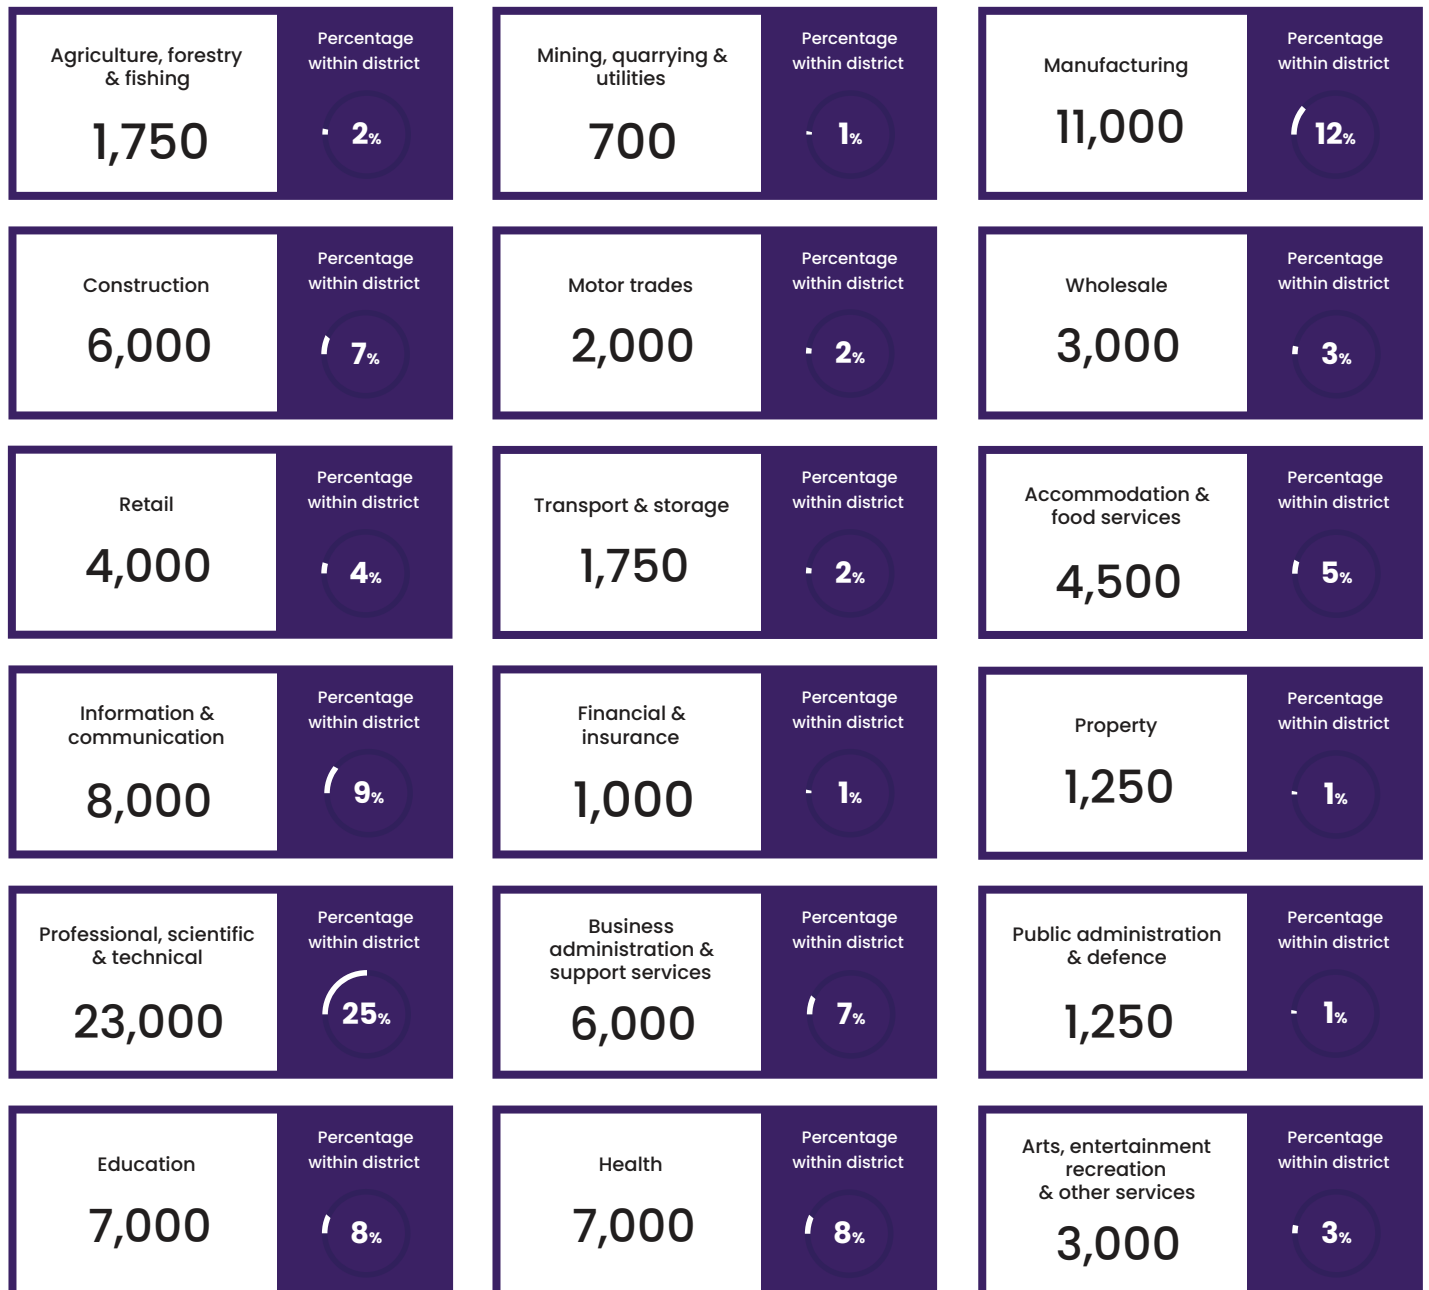 Agriculture, forestry
& fishing
1,750
Percentage
within district
2%
Mining, quarrying &
utilities
700
Percentage
within district
1%
Manufacturing
11,000
Percentage
within district
12%
Construction
6,000
Percentage
within district
7%
Motor trades
2,000
Percentage
within district
2%
Wholesale
3,000
Percentage
within district
3%
Retail
4,000
Percentage
within district
4%
Transport & storage
1,750
Percentage
within district
2%
Accommodation &
food services
4,500
Percentage
within district
5%
Information &
communication
8,000
Percentage
within district
9%
Financial &
insurance
1,000
Percentage
within district
1%
Property
1,250
Percentage
within district
1%
Professional, scientific
& technical
23,000
Percentage
within district
25%
Business
administration &
support services
6,000
Percentage
within district
7%
Public administration
& defence
1,250
Percentage
within district
1%
Education
7,000
Percentage
within district
8%
Health
7,000
Percentage
within district
8%
Arts, entertainment
recreation
& other services
3,000
Percentage
within district
3%